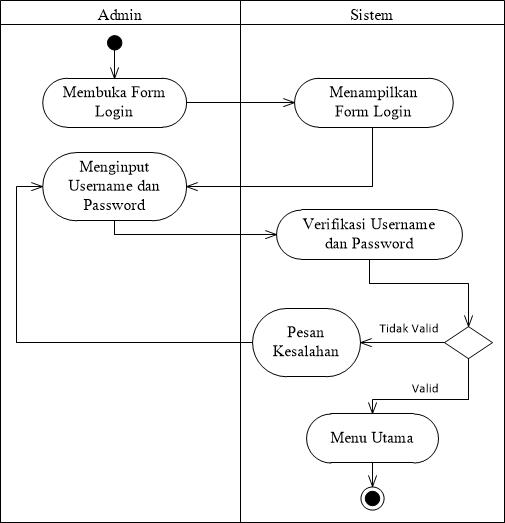 Admin
Sistem
Membuka Form
Login
Menampilkan
Form Login
Menginput
Username dan
Password
Verifikasi Username
dan Password
Tidak Valid
Pesan
Kesalahan
Valid
Menu Utama